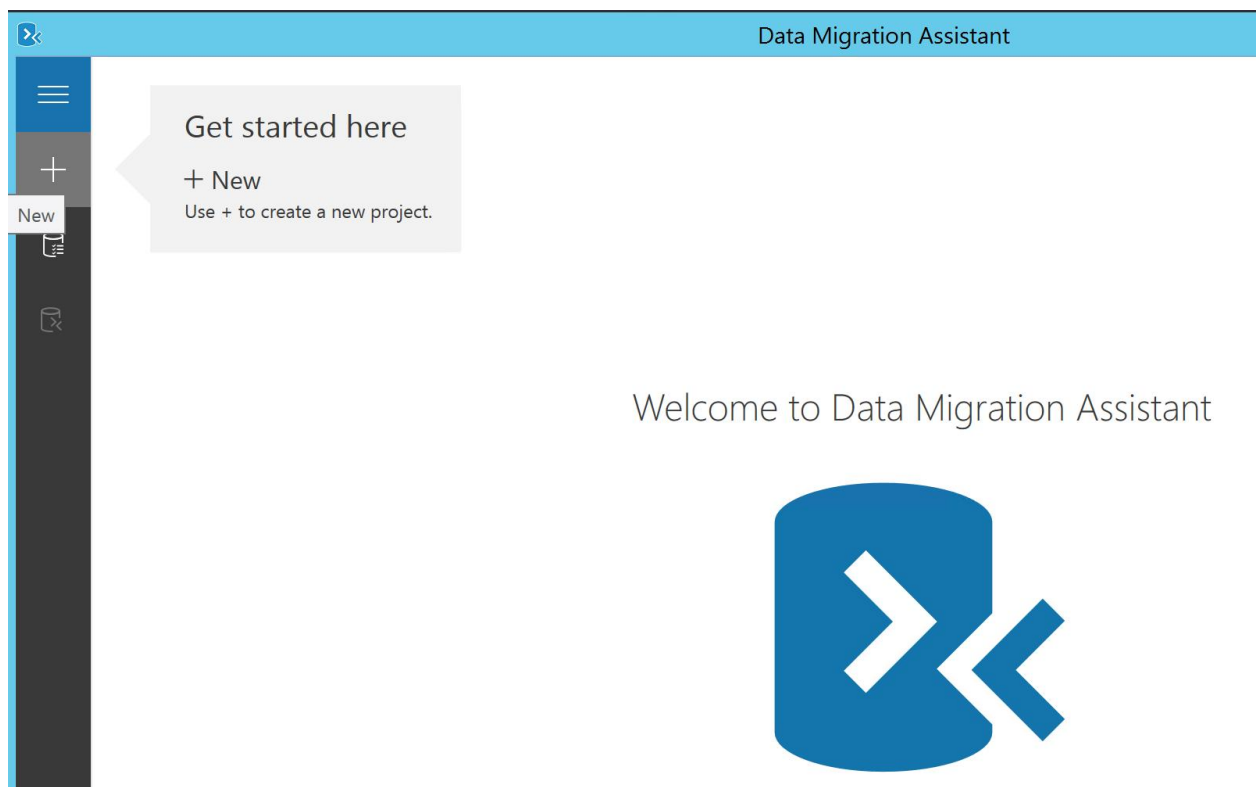 Data Migration Assistant
Get started here
+ New
Use + to create a new project.
New
Welcome to Data Migration Assistant